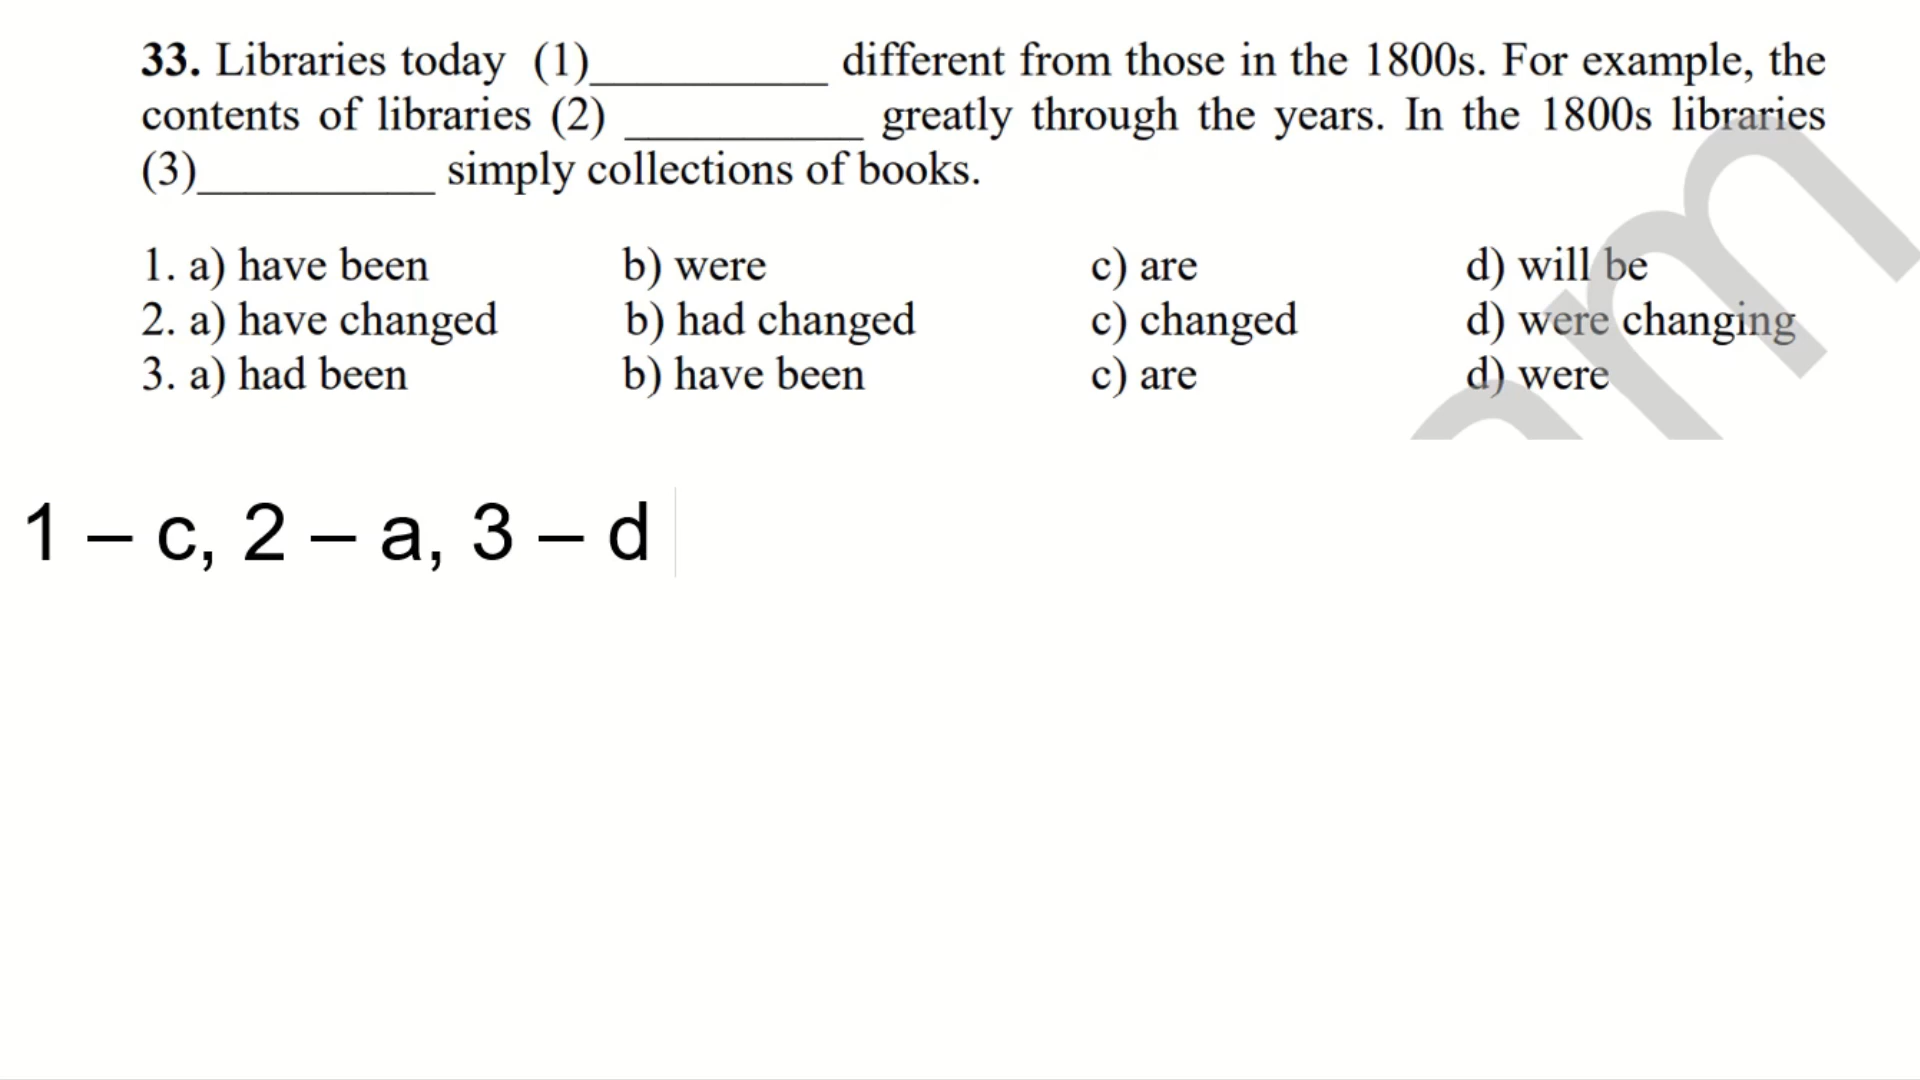 33. Libraries today (1)__________ different from those in the 1800s. For example, the
contents of libraries (2) __________ greatly through the years. In the 1800s libraries
(3)__________ simply collections of books.
1. a) have been b) were c) are d) will be
2. a) have changed b) had changed c) changed d) were changing
3. a) had been b) have been c) are d) were
1 – c, 2 – a, 3 – d